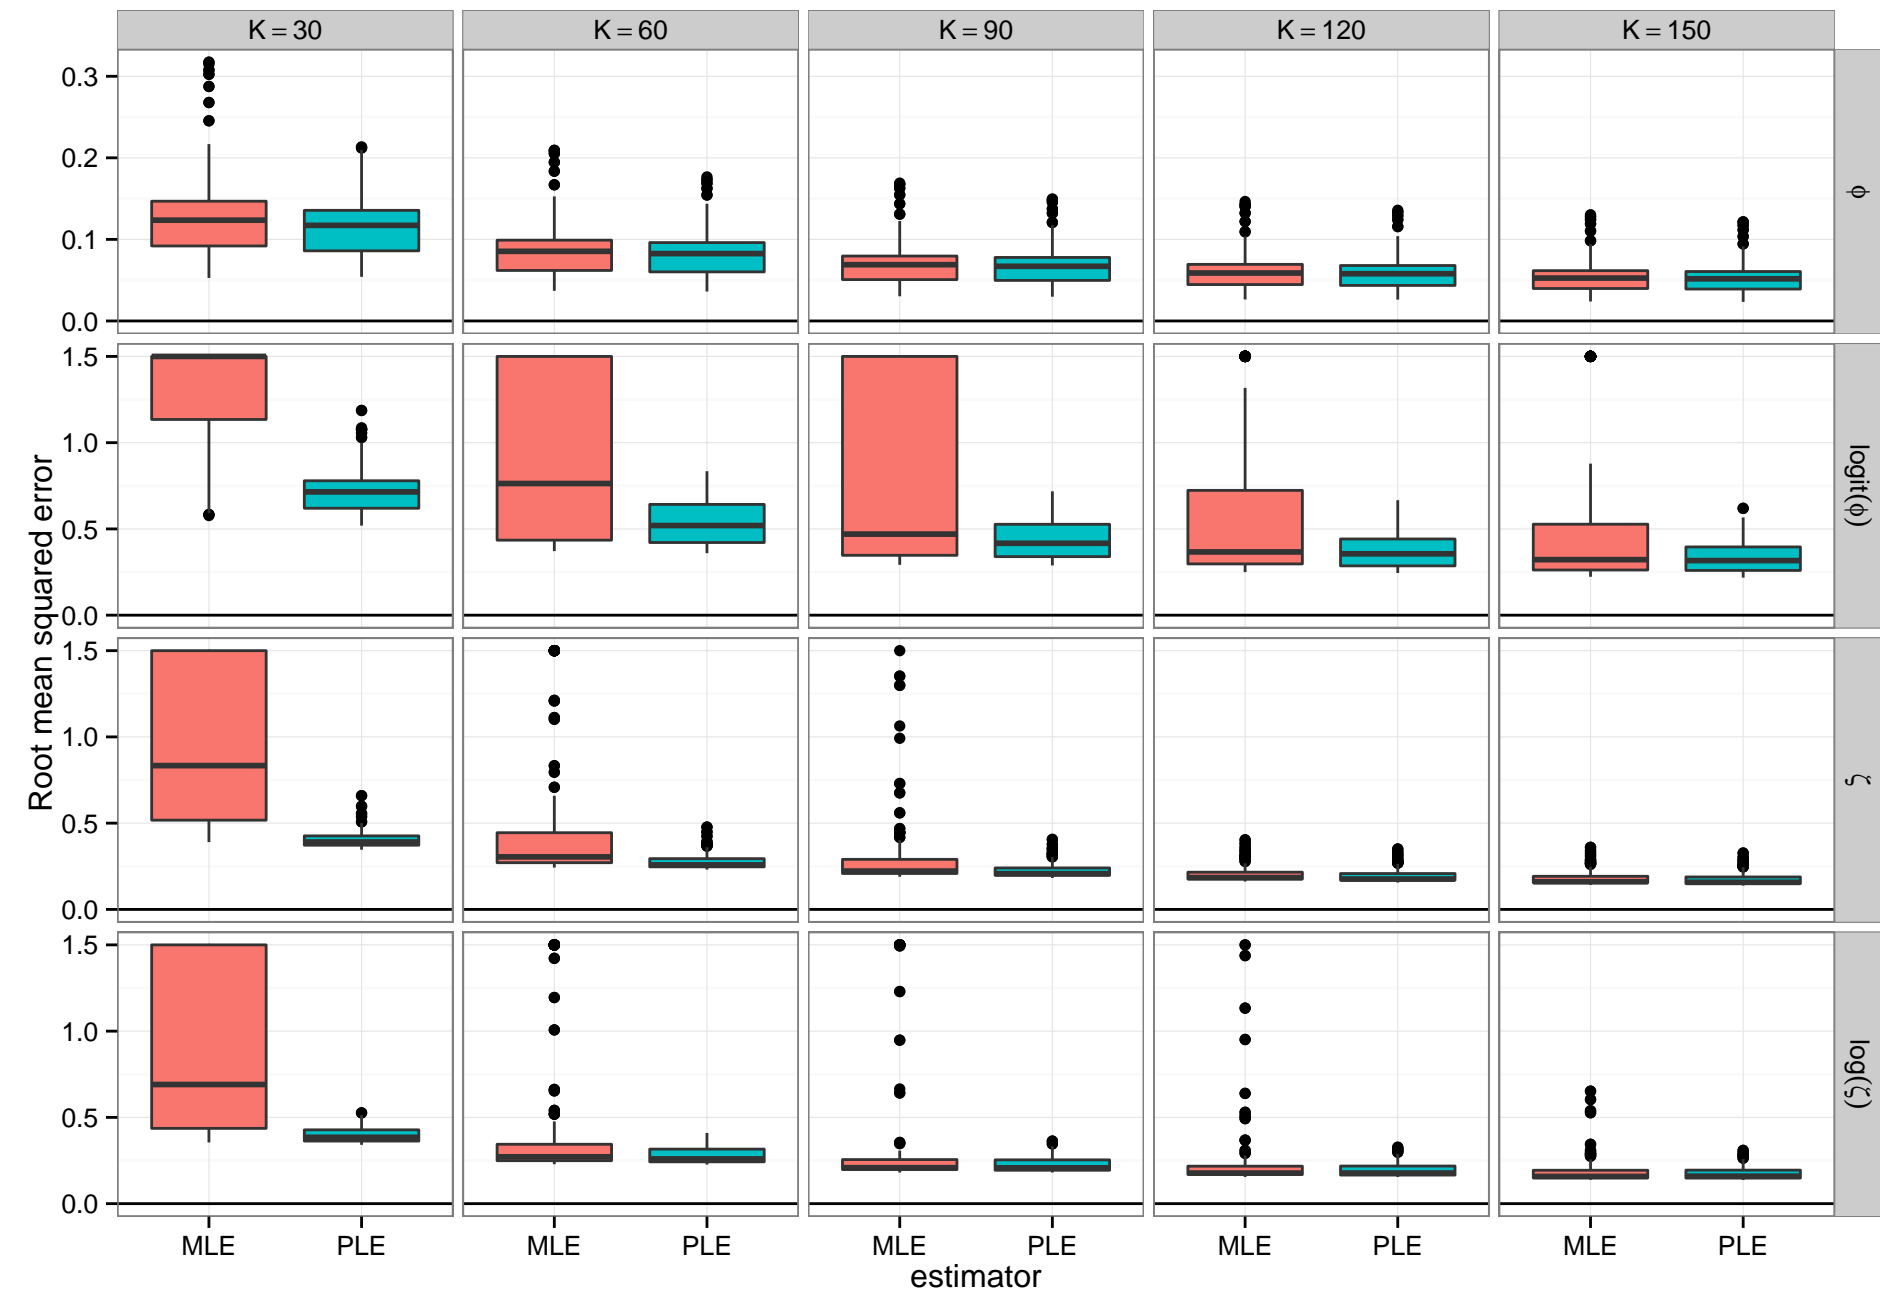 K = 30
K = 60
K = 90
K = 120
K = 150
0.3
0.2
0.1
0.0
ϕ
1.5
1.0
0.5
0.0
logit(ϕ)
1.5
1.0
0.5
0.0
ζ
1.5
1.0
0.5
0.0
log(ζ)
Root mean squared error
MLE PLE MLE PLE MLE PLE MLE PLE MLE PLE
estimator